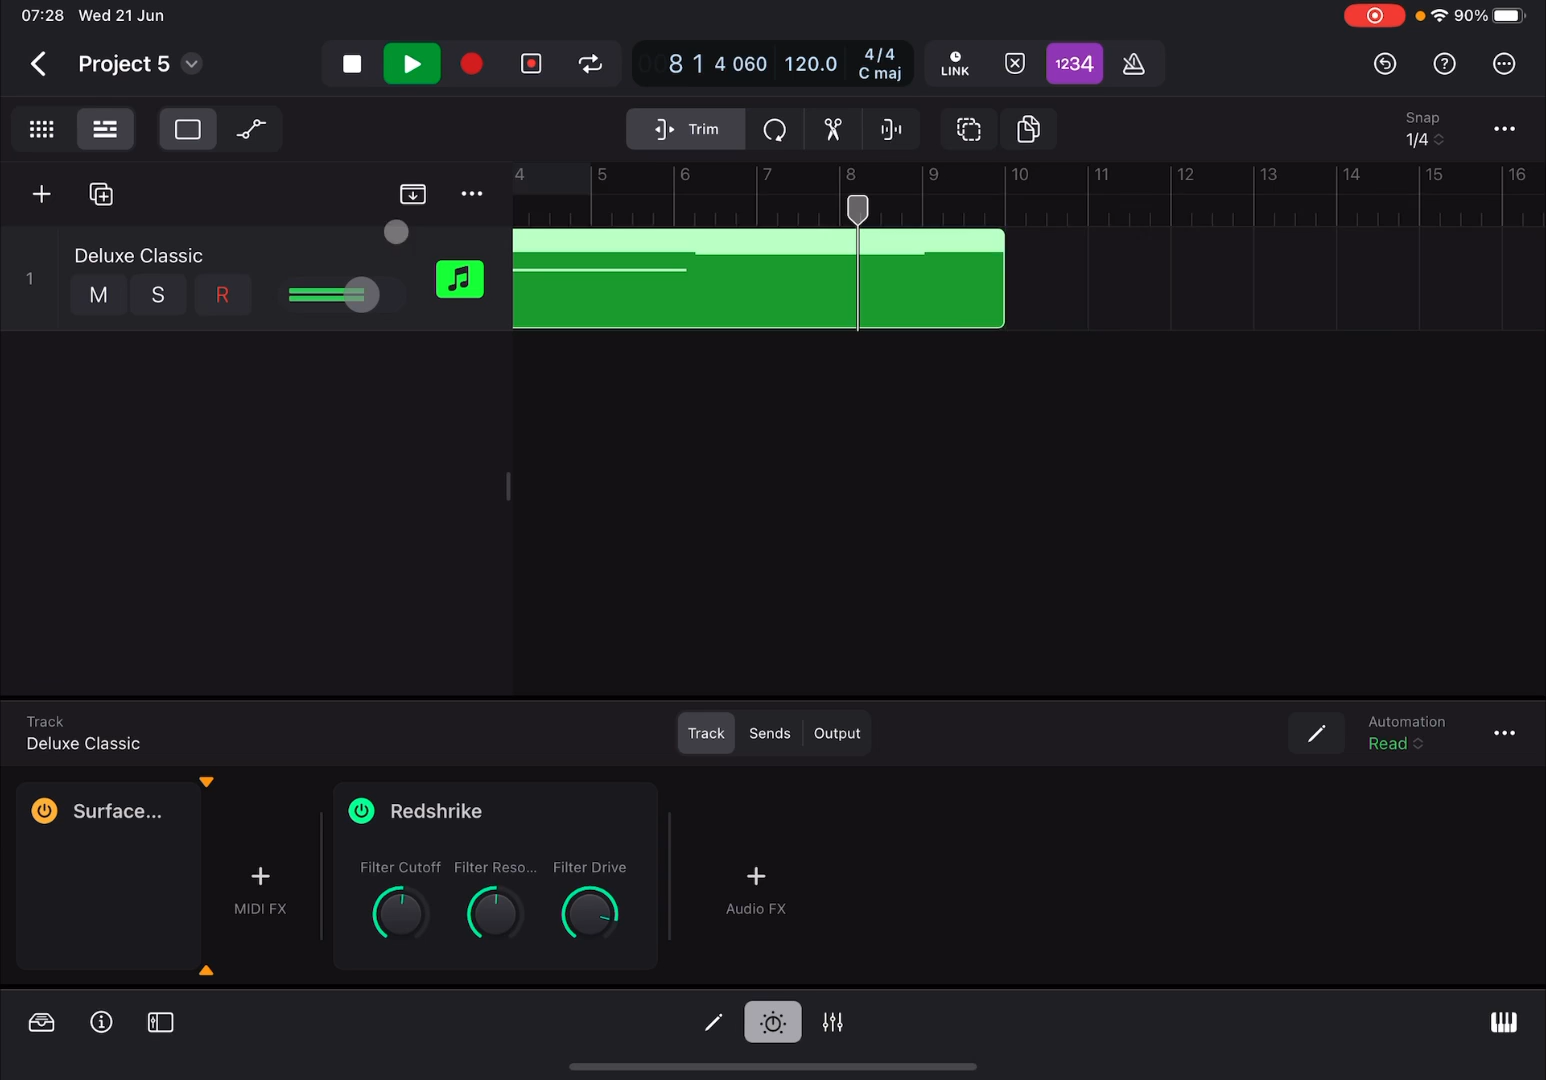 07:28 Wed 21 Jun
90%
Project 5
8 1 4 060 120.0 4/4 C maj
LINK
1234
Trim
Snap
1/4
4 5 6 7 8 9 10 11 12 13 14 15 16
1
Deluxe Classic
M S R
Track
Deluxe Classic
Track Sends Output
Automation
Read
Surface...
MIDI FX
Redshrike
Filter Cutoff Filter Reso... Filter Drive
Audio FX